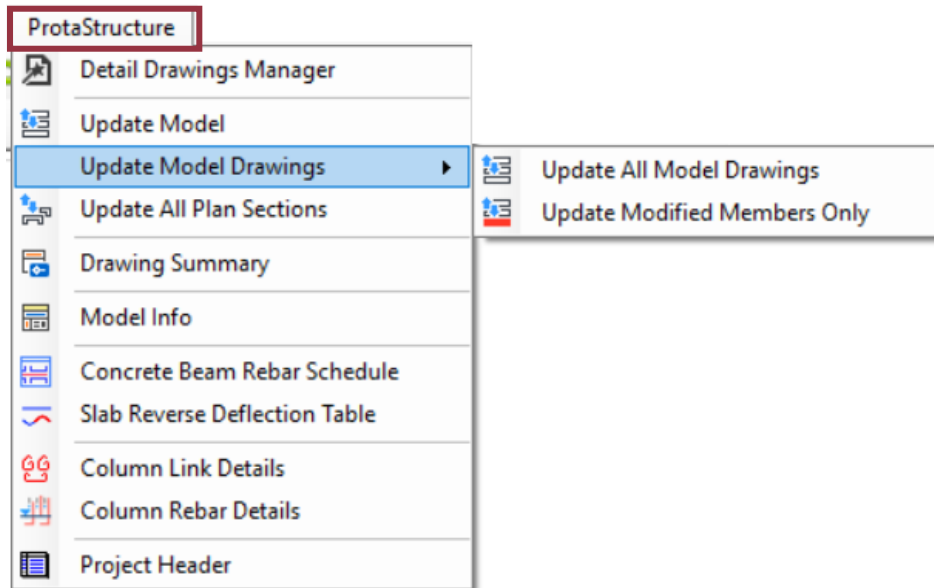 ProtaStructure
Detail Drawings Manager
Update Model
Update Model Drawings
Update All Model Drawings
Update Modified Members Only
Update All Plan Sections
Drawing Summary
Model Info
Concrete Beam Rebar Schedule
Slab Reverse Deflection Table
Column Link Details
Column Rebar Details
Project Header